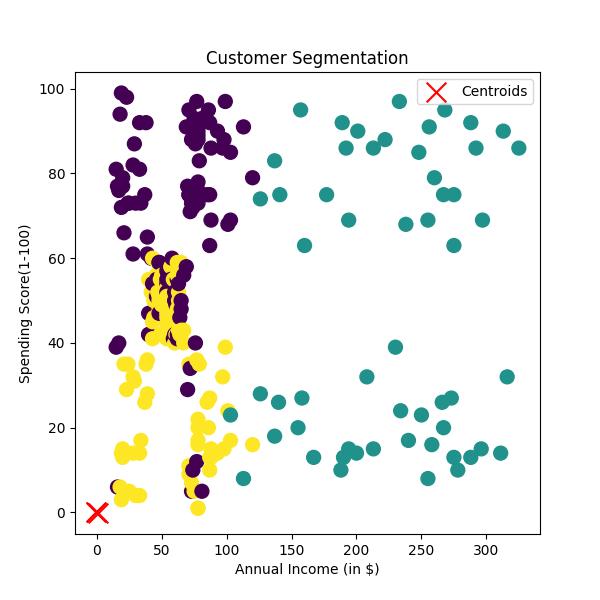 Customer Segmentation
Centroids
100
80
60
40
20
0
Spending Score(1-100)
0 50 100 150 200 250 300
Annual Income (in $)